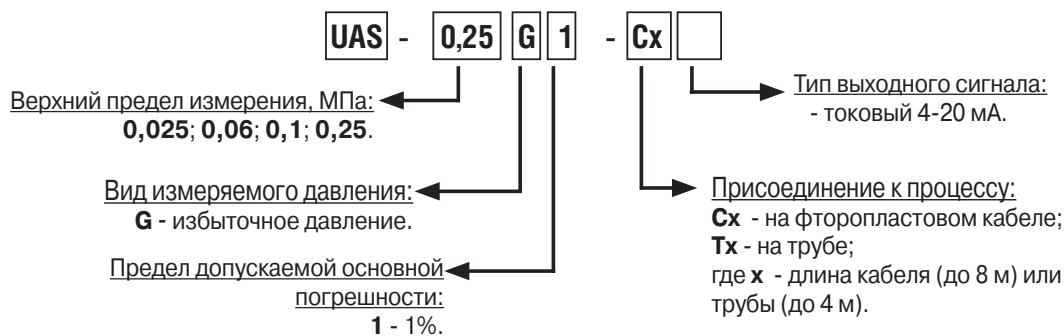 UAS - 0,25 G 1 - Cx
Верхний предел измерения, МПа:
0,025; 0,06; 0,1; 0,25.
Вид измеряемого давления:
G - избыточное давление.
Предел допускаемой основной
погрешности:
1 - 1%.
Тип выходного сигнала:
- токовый 4-20 мА.
Присоединение к процессу:
Сх - на фторопластовом кабеле;
Тх - на трубе;
где х - длина кабеля (до 8 м) или
трубы (до 4 м).